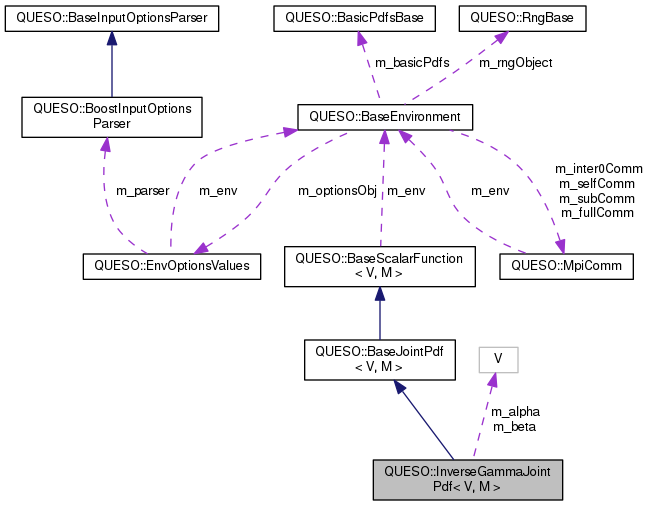 QUESO::BaseInputOptionsParser
QUESO::BasicPdfsBase
QUESO::RngBase
m_basicPdfs
m_rngObject
QUESO::BoostInputOptions
Parser
QUESO::BaseEnvironment
m_parser
m_env
m_optionsObj
m_env
m_env
m_inter0Comm
m_selfComm
m_subComm
m_fullComm
QUESO::EnvOptionsValues
QUESO::BaseScalarFunction
< V, M >
QUESO::MpiComm
QUESO::BaseJointPdf
< V, M >
V
m_alpha
m_beta
QUESO::InverseGammaJoint
Pdf< V, M >